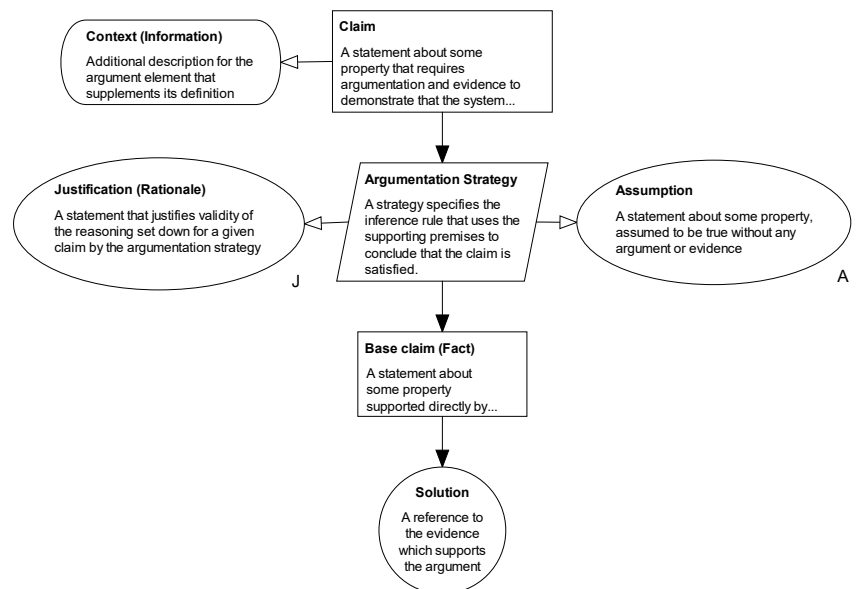 Context (Information)
Additional description for the
argument element that
supplements its definition
Claim
A statement about some
property that requires
argumentation and evidence to
demonstrate that the system...
Justification (Rationale)
A statement that justifies validity of
the reasoning set down for a given
claim by the argumentation strategy
J
Argumentation Strategy
A strategy specifies the
inference rule that uses the
supporting premises to
conclude that the claim is
satisfied.
Assumption
A statement about some property,
assumed to be true without any
argument or evidence
A
Base claim (Fact)
A statement about
some property
supported directly by...
Solution
A reference to
the evidence
which supports
the argument